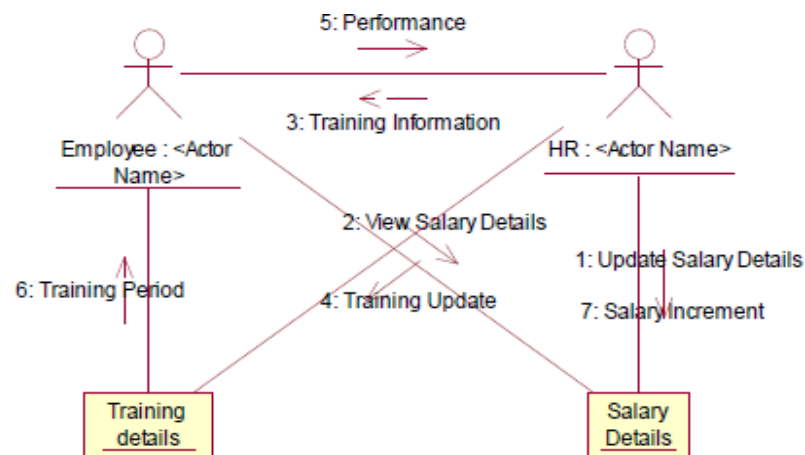 5: Performance
3: Training Information
Employee : <Actor
Name>
HR : <Actor Name>
2: View Salary Details
1: Update Salary Details
6: Training Period
4: Training Update
7: Salary Increment
Training
details
Salary
Details